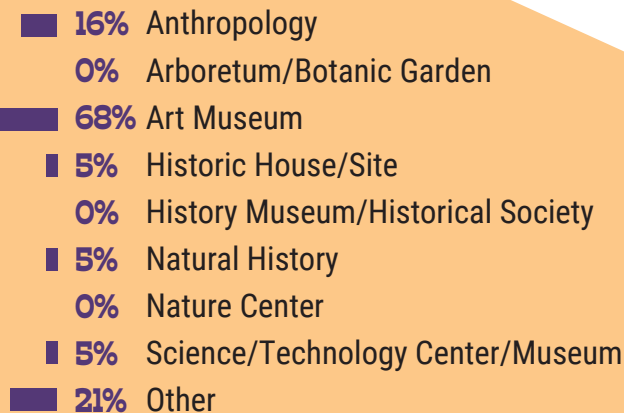 16% Anthropology
0% Arboretum/Botanic Garden
68% Art Museum
5% Historic House/Site
0% History Museum/Historical Society
5% Natural History
0% Nature Center
5% Science/Technology Center/Museum
21% Other